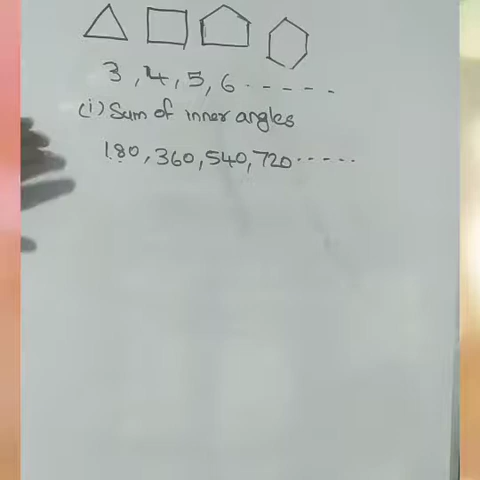 3, 4, 5, 6 - - - - -
(i) Sum of inner angles
180, 360, 540, 720 - - - - -